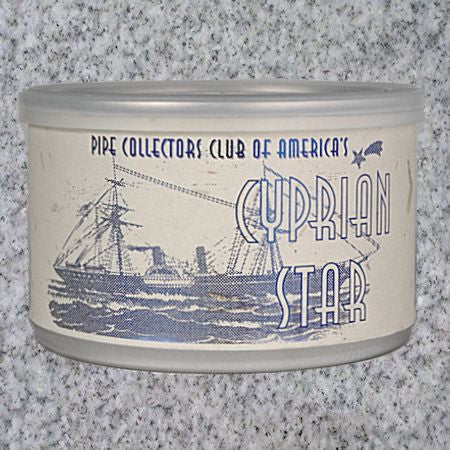 PIPE COLLECTORS CLUB OF AMERICA'S
CYPRIAN
STAR